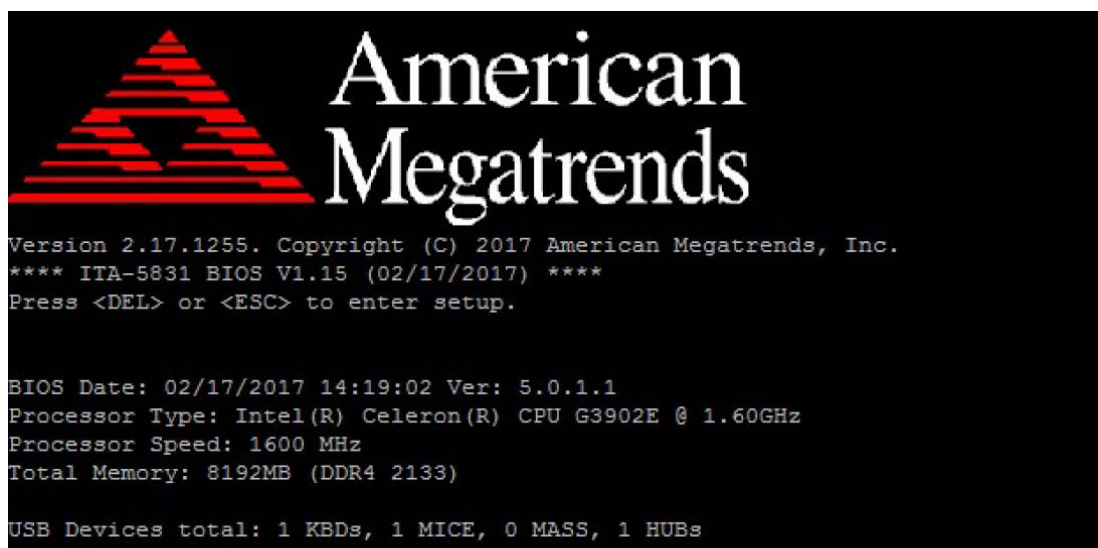 American
Megatrends
Version 2.17.1255. Copyright (C) 2017 American Megatrends, Inc.
**** ITA-5831 BIOS V1.15 (02/17/2017) ****
Press <DEL> or <ESC> to enter setup.
BIOS Date: 02/17/2017 14:19:02 Ver: 5.0.1.1
Processor Type: Intel(R) Celeron(R) CPU G3902E @ 1.60GHz
Processor Speed: 1600 MHz
Total Memory: 8192MB (DDR4 2133)
USB Devices total: 1 KBDs, 1 MICE, 0 MASS, 1 HUBs